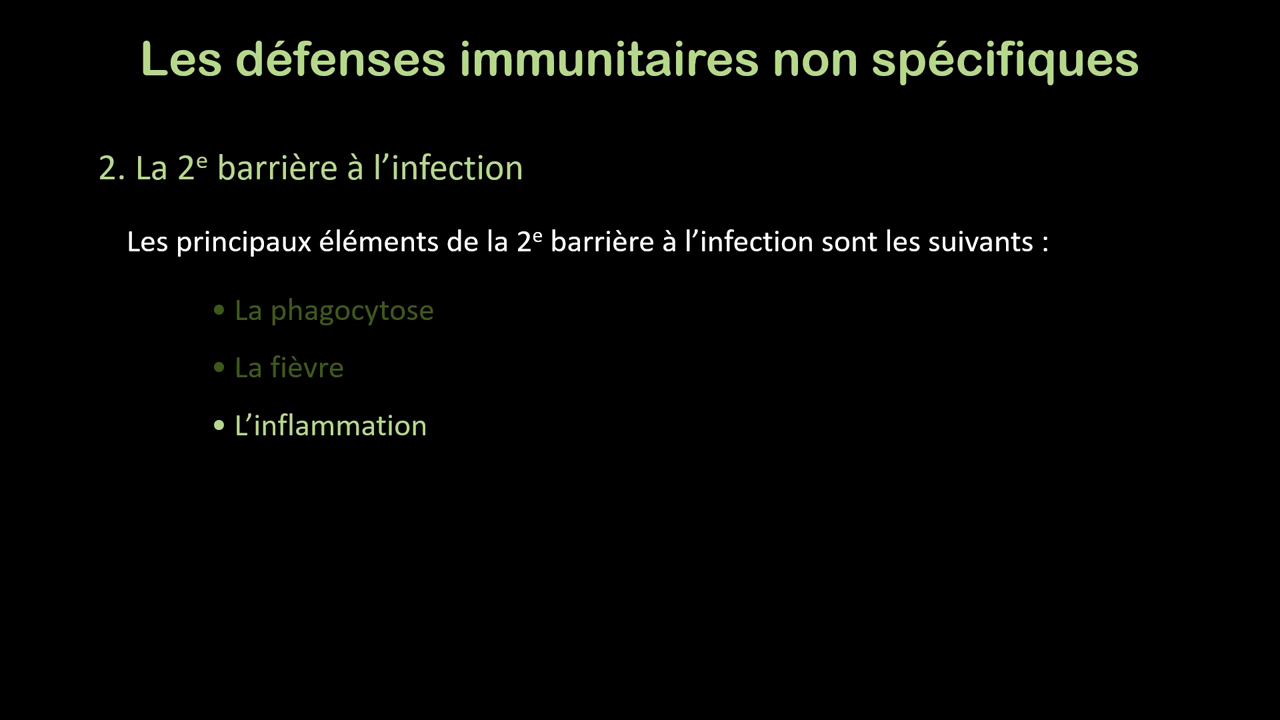 Les défenses immunitaires non spécifiques
2. La 2e barrière à l’infection
Les principaux éléments de la 2e barrière à l’infection sont les suivants :
• La phagocytose
• La fièvre
• L’inflammation